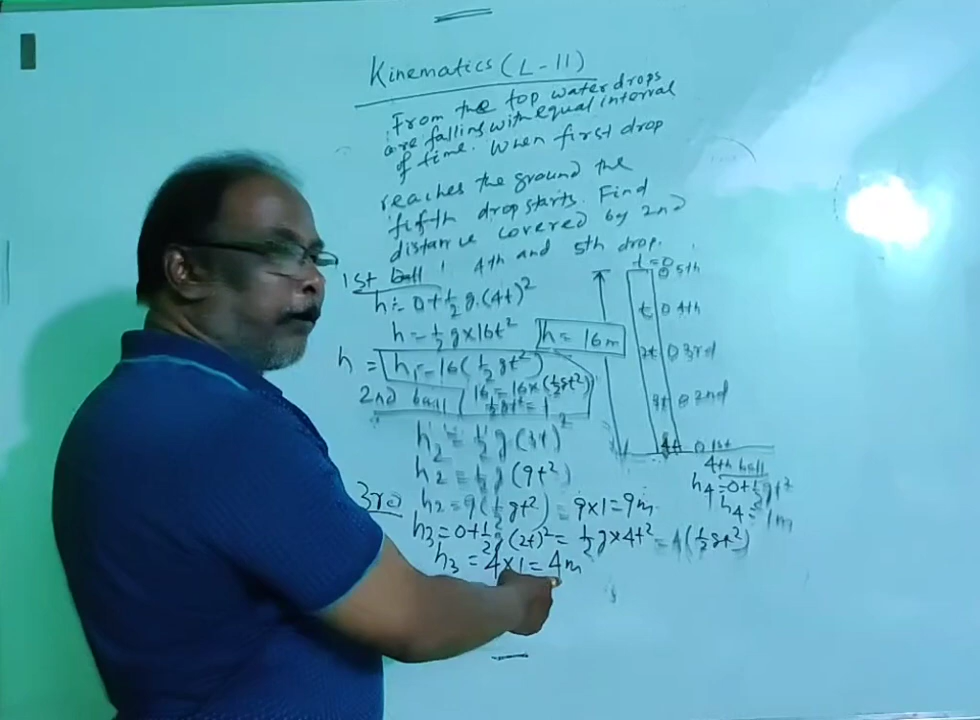 Kinematics (L-11)
From the top water drops
are falling with equal interval
of time. When first drop
reaches the ground the
fifth drop starts. Find
distance covered by 2nd
4th and 5th drop.
1st ball
h = 0 + ½ g.(4t)²
h = ½ g × 16t²
h = 16m
h = h = 16(½ gt²)
16 = 16 × (½ gt²)
½ gt² = 1
2nd ball
h₂ = ½ g (3t)²
h₂ = ½ g (9t²)
h₂ = 9(½ gt²) = 9×1 = 9m
3rd
h₃ = 0 + ½ g (2t)² = ½ g × 4t² = 4(½ gt²)
h₃ = 4×1 = 4m
t = 0
5th
t 4th
2t 3rd
3t 2nd
4t 1st
4th ball
h₄ = 0 + ½ gt²
h₄ = 1m